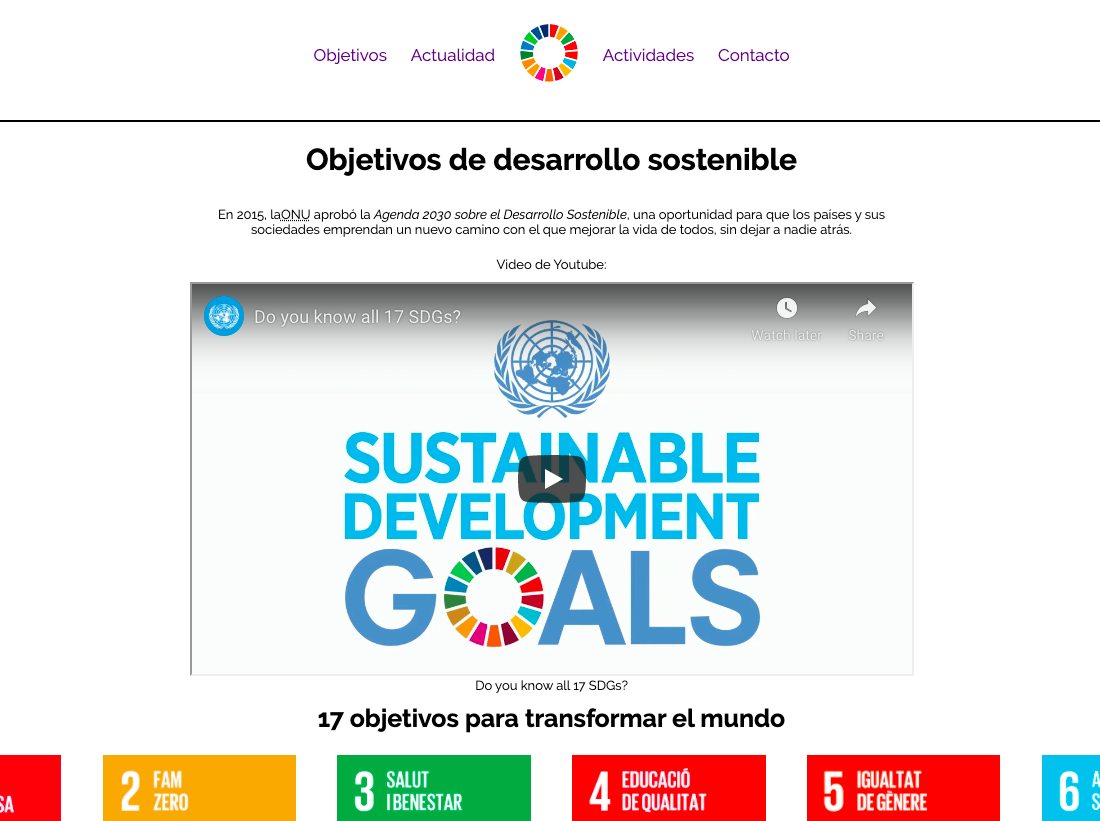 Objetivos Actualidad Actividades Contacto
Objetivos de desarrollo sostenible
En 2015, laONU aprobó la Agenda 2030 sobre el Desarrollo Sostenible, una oportunidad para que los países y sus
sociedades emprendan un nuevo camino con el que mejorar la vida de todos, sin dejar a nadie atrás.
Video de Youtube:
Do you know all 17 SDGs?
Watch later Share
SUSTAINABLE
DEVELOPMENT
GOALS
Do you know all 17 SDGs?
17 objetivos para transformar el mundo
2 FAM
ZERO
3 SALUT
I BENESTAR
4 EDUCACIÓ
DE QUALITAT
5 IGUALTAT
DE GÈNERE
6